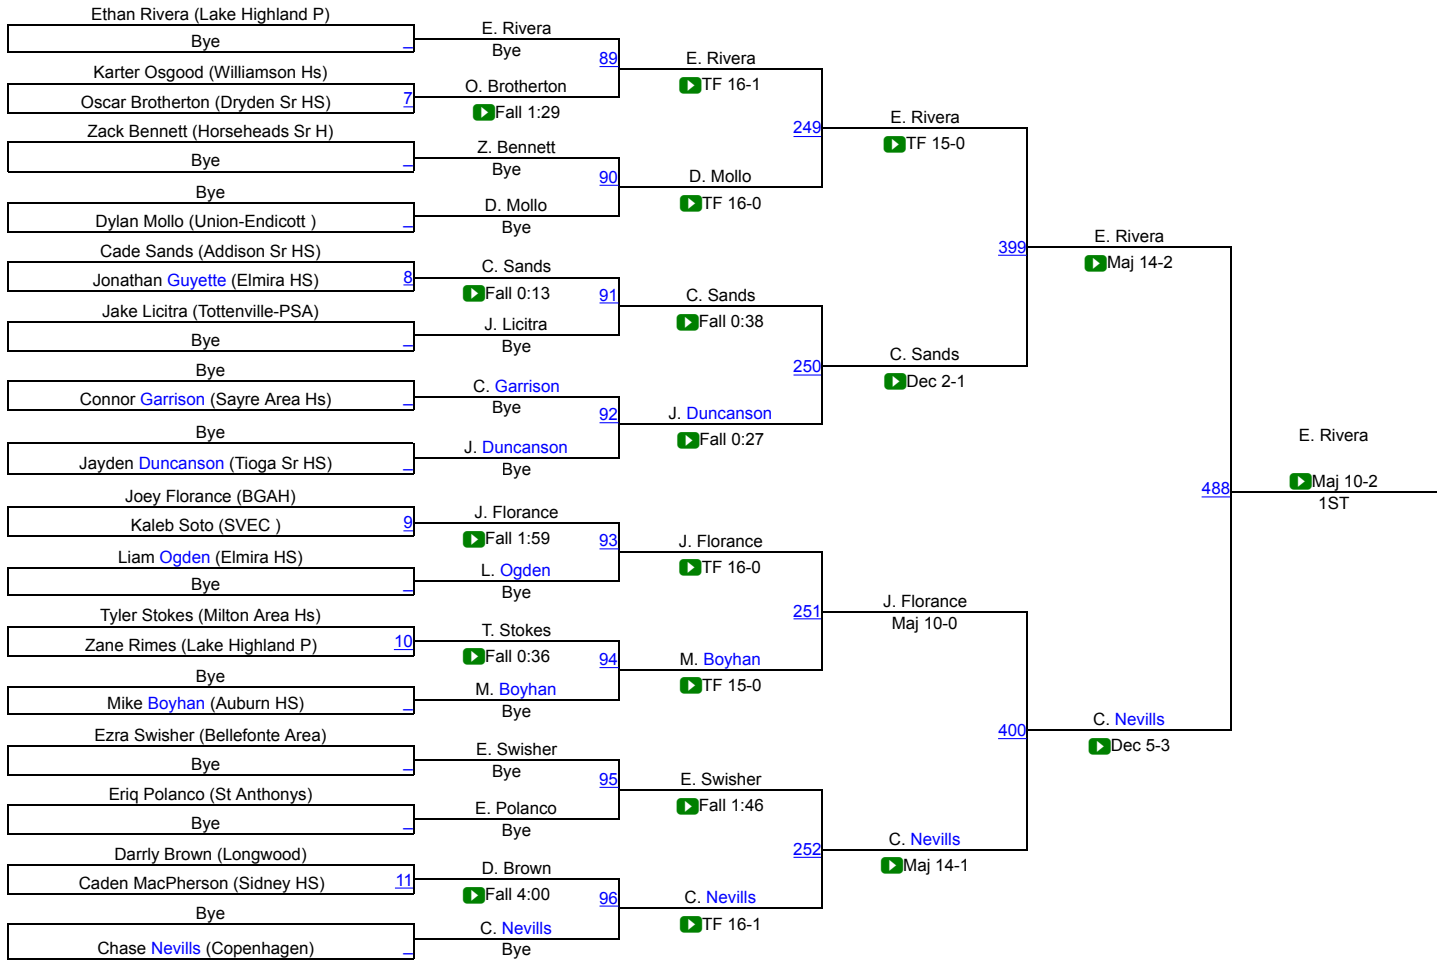 Ethan Rivera (Lake Highland P)
Bye
_
Karter Osgood (Williamson Hs)
Oscar Brotherton (Dryden Sr HS)
7
Zack Bennett (Horseheads Sr H)
Bye
_
Bye
Dylan Mollo (Union-Endicott )
_
Cade Sands (Addison Sr HS)
Jonathan Guyette (Elmira HS)
8
Jake Licitra (Tottenville-PSA)
Bye
_
Bye
Connor Garrison (Sayre Area Hs)
_
Bye
Jayden Duncanson (Tioga Sr HS)
_
Joey Florance (BGAH)
Kaleb Soto (SVEC )
9
Liam Ogden (Elmira HS)
Bye
_
Tyler Stokes (Milton Area Hs)
Zane Rimes (Lake Highland P)
10
Bye
Mike Boyhan (Auburn HS)
_
Ezra Swisher (Bellefonte Area)
Bye
_
Eriq Polanco (St Anthonys)
Bye
_
Darrly Brown (Longwood)
Caden MacPherson (Sidney HS)
11
Bye
Chase Nevills (Copenhagen)
_
E. Rivera
Bye
89
O. Brotherton
Fall 1:29
Z. Bennett
Bye
90
D. Mollo
Bye
C. Sands
Fall 0:13
91
J. Licitra
Bye
C. Garrison
Bye
92
J. Duncanson
Bye
J. Florance
Fall 1:59
93
L. Ogden
Bye
T. Stokes
Fall 0:36
94
M. Boyhan
Bye
E. Swisher
Bye
95
E. Polanco
Bye
D. Brown
Fall 4:00
96
C. Nevills
Bye
E. Rivera
TF 16-1
249
D. Mollo
TF 16-0
C. Sands
Fall 0:38
250
J. Duncanson
Fall 0:27
J. Florance
TF 16-0
251
M. Boyhan
TF 15-0
E. Swisher
Fall 1:46
252
C. Nevills
TF 16-1
E. Rivera
TF 15-0
399
C. Sands
Dec 2-1
J. Florance
Maj 10-0
400
C. Nevills
Maj 14-1
E. Rivera
Maj 14-2
488
C. Nevills
Dec 5-3
E. Rivera
Maj 10-2
1ST